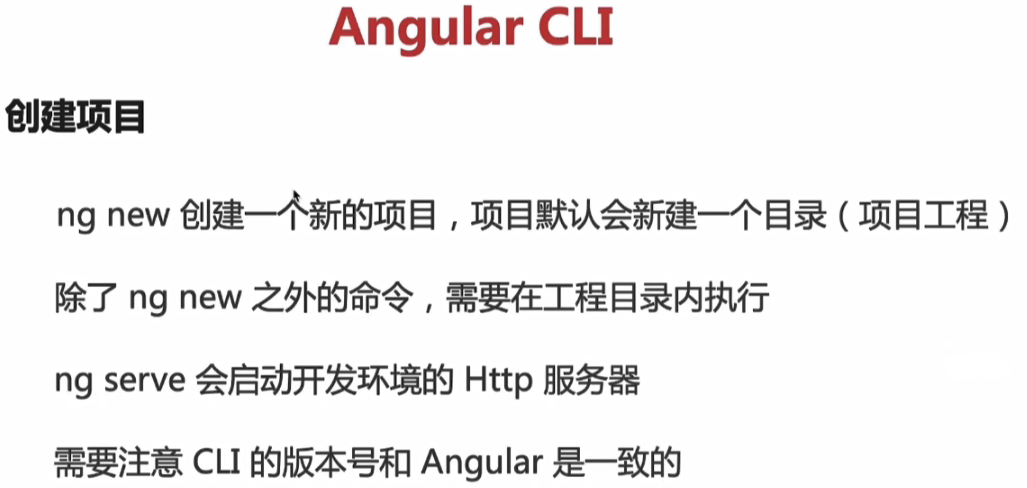 Angular CLI
创建项目
ng new 创建一个新的项目，项目默认会新建一个目录（项目工程）
除了 ng new 之外的命令，需要在工程目录内执行
ng serve 会启动开发环境的 Http 服务器
需要注意 CLI 的版本号和 Angular 是一致的